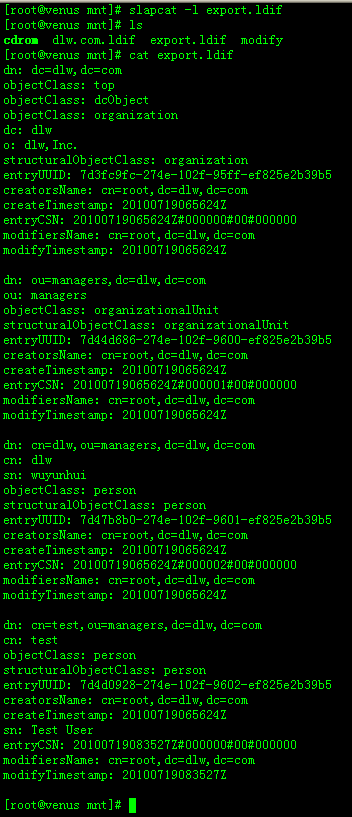 [root@venus mnt]# slapcat -l export.ldif
[root@venus mnt]# ls
cdrom  dlw.com.ldif  export.ldif  modify
[root@venus mnt]# cat export.ldif
dn: dc=dlw,dc=com
objectClass: top
objectClass: dcObject
objectClass: organization
dc: dlw
o: dlw,Inc.
structuralObjectClass: organization
entryUUID: 7d3fc9fc-274e-102f-95ff-ef825e2b39b5
creatorsName: cn=root,dc=dlw,dc=com
createTimestamp: 20100719065624Z
entryCSN: 20100719065624Z#000000#00#000000
modifiersName: cn=root,dc=dlw,dc=com
modifyTimestamp: 20100719065624Z

dn: ou=managers,dc=dlw,dc=com
ou: managers
objectClass: organizationalUnit
structuralObjectClass: organizationalUnit
entryUUID: 7d44d686-274e-102f-9600-ef825e2b39b5
creatorsName: cn=root,dc=dlw,dc=com
createTimestamp: 20100719065624Z
entryCSN: 20100719065624Z#000001#00#000000
modifiersName: cn=root,dc=dlw,dc=com
modifyTimestamp: 20100719065624Z

dn: cn=dlw,ou=managers,dc=dlw,dc=com
cn: dlw
sn: wuyunhui
objectClass: person
structuralObjectClass: person
entryUUID: 7d47b8b0-274e-102f-9601-ef825e2b39b5
creatorsName: cn=root,dc=dlw,dc=com
createTimestamp: 20100719065624Z
entryCSN: 20100719065624Z#000002#00#000000
modifiersName: cn=root,dc=dlw,dc=com
modifyTimestamp: 20100719065624Z

dn: cn=test,ou=managers,dc=dlw,dc=com
cn: test
objectClass: person
structuralObjectClass: person
entryUUID: 7d4d0928-274e-102f-9602-ef825e2b39b5
creatorsName: cn=root,dc=dlw,dc=com
createTimestamp: 20100719065624Z
sn: Test User
entryCSN: 20100719083527Z#000000#00#000000
modifiersName: cn=root,dc=dlw,dc=com
modifyTimestamp: 20100719083527Z

[root@venus mnt]#